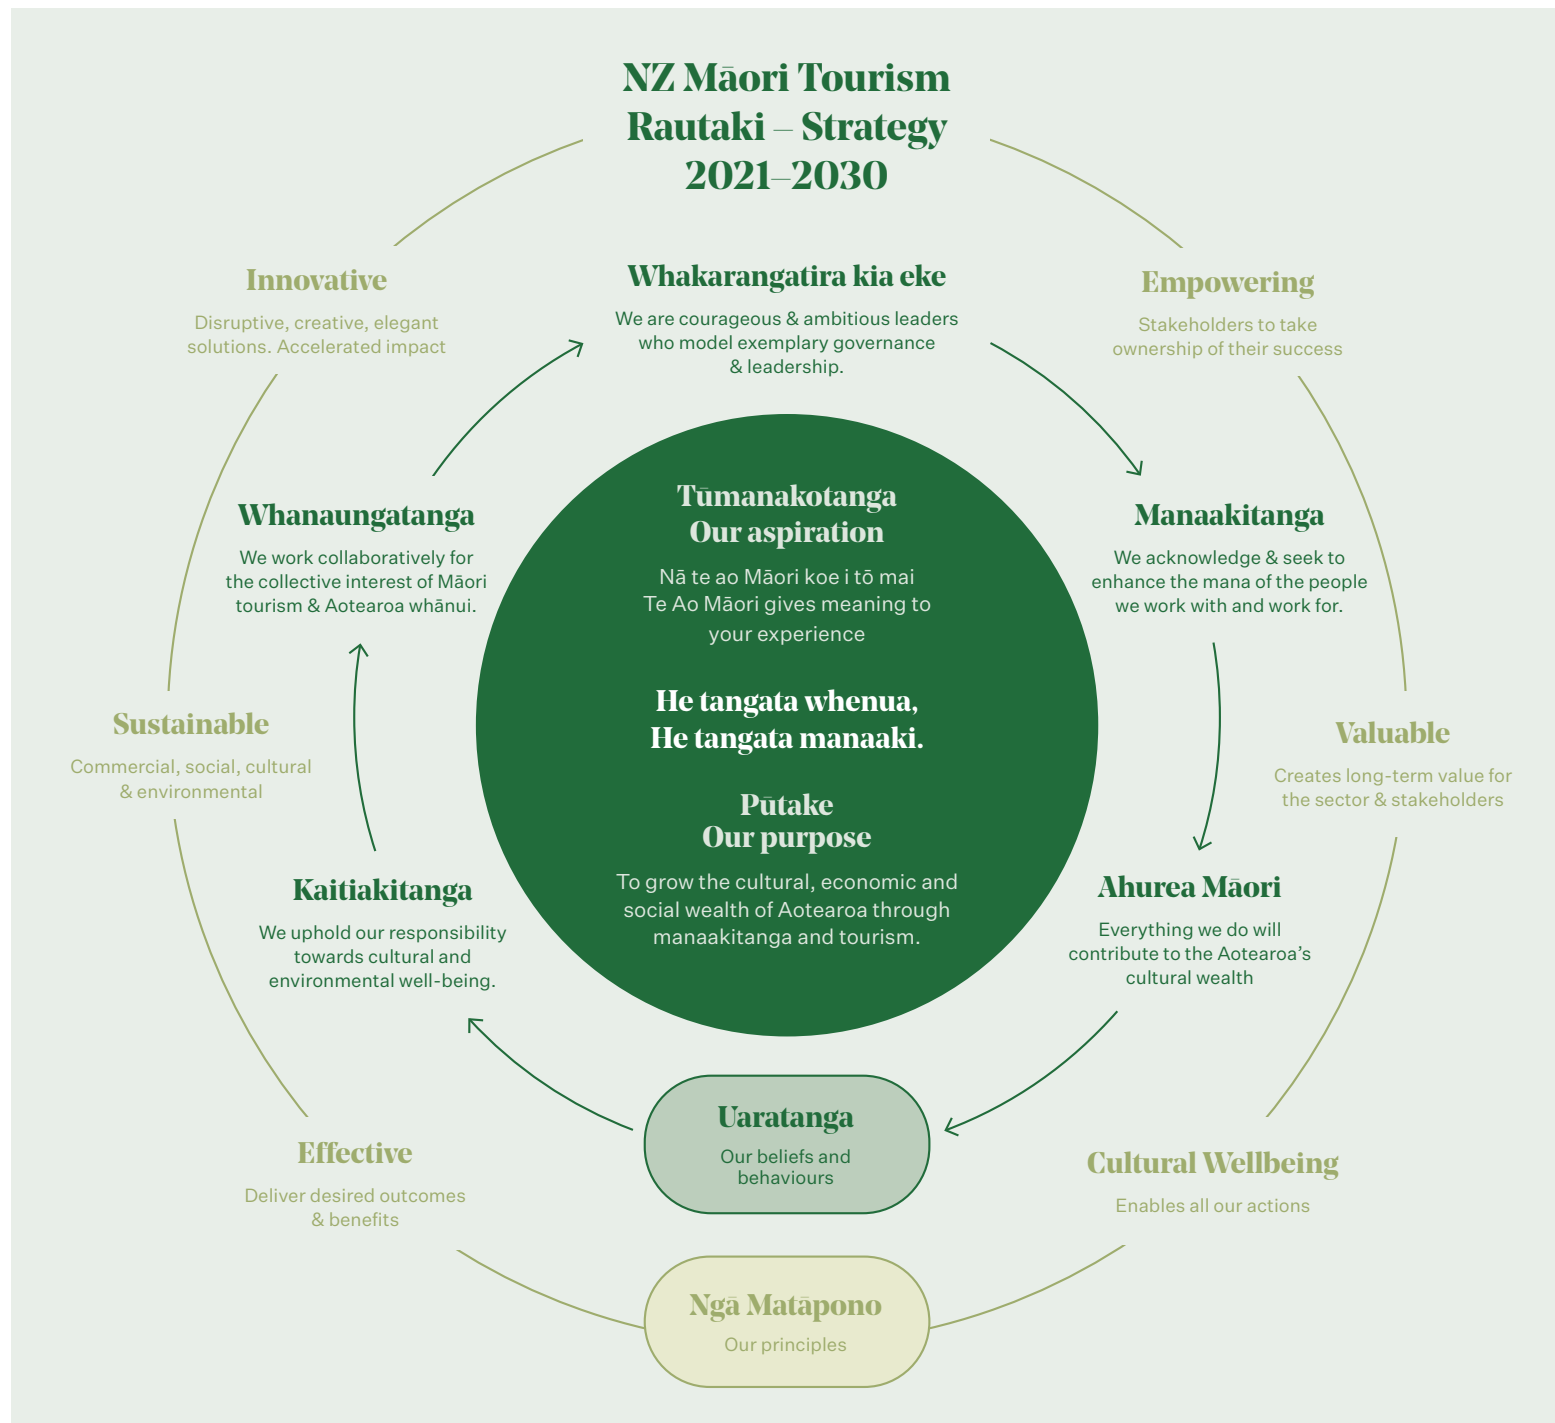 NZ Māori Tourism
Rautaki – Strategy
2021–2030
Innovative
Disruptive, creative, elegant
solutions. Accelerated impact
Whakarangatira kia eke
We are courageous & ambitious leaders
who model exemplary governance
& leadership.
Empowering
Stakeholders to take
ownership of their success
Whanaungatanga
We work collaboratively for
the collective interest of Māori
tourism & Aotearoa whānui.
Tūmanakotanga
Our aspiration
Nā te ao Māori koe i tō mai
Te Ao Māori gives meaning to
your experience
He tangata whenua,
He tangata manaaki.
Pūtake
Our purpose
To grow the cultural, economic and
social wealth of Aotearoa through
manaakitanga and tourism.
Manaakitanga
We acknowledge & seek to
enhance the mana of the people
we work with and work for.
Sustainable
Commercial, social, cultural
& environmental
Valuable
Creates long-term value for
the sector & stakeholders
Kaitiakitanga
We uphold our responsibility
towards cultural and
environmental well-being.
Ahurea Māori
Everything we do will
contribute to the Aotearoa’s
cultural wealth
Uaratanga
Our beliefs and
behaviours
Effective
Deliver desired outcomes
& benefits
Cultural Wellbeing
Enables all our actions
Ngā Matāpono
Our principles